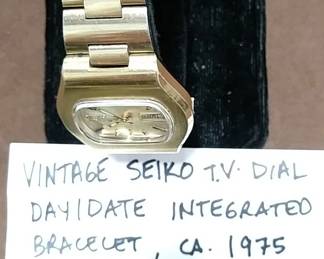 VINTAGE SEIKO T.V. DIAL
DAY/DATE INTEGRATED
BRACELET, CA. 1975